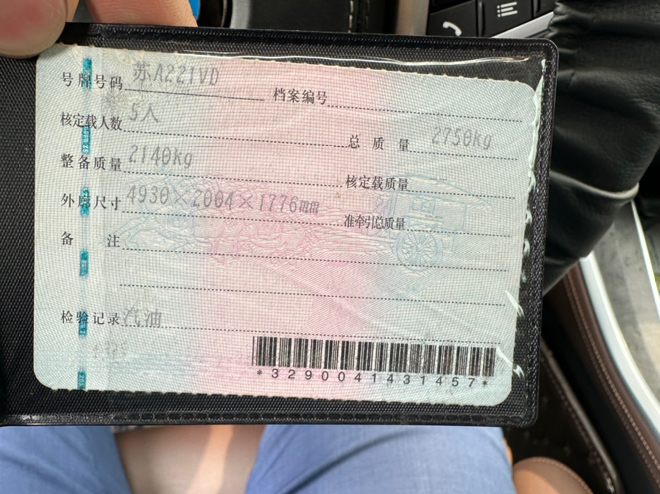 号牌号码 苏A221VD 档案编号
核定载人数 5人 总质量 2750kg
整备质量 2140kg 核定载质量
外廓尺寸 4930×2004×1776mm 准牵引总质量
备注
检验记录 汽油
*3290041431457*